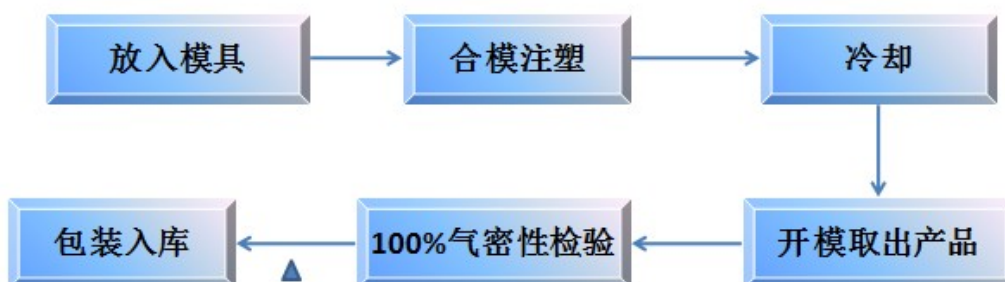 放入模具
合模注塑
冷却
开模取出产品
100%气密性检验
包装入库